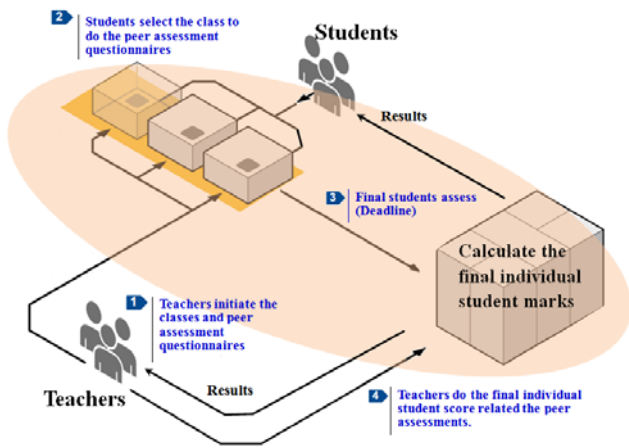 2
Students select the class to
do the peer assessment
questionnaires
Students
Results
3
Final students assess
(Deadline)
Calculate the
final individual
student marks
1
Teachers initiate the
classes and peer
assessment
questionnaires
Teachers
Results
4
Teachers do the final individual
student score related the peer
assessments.